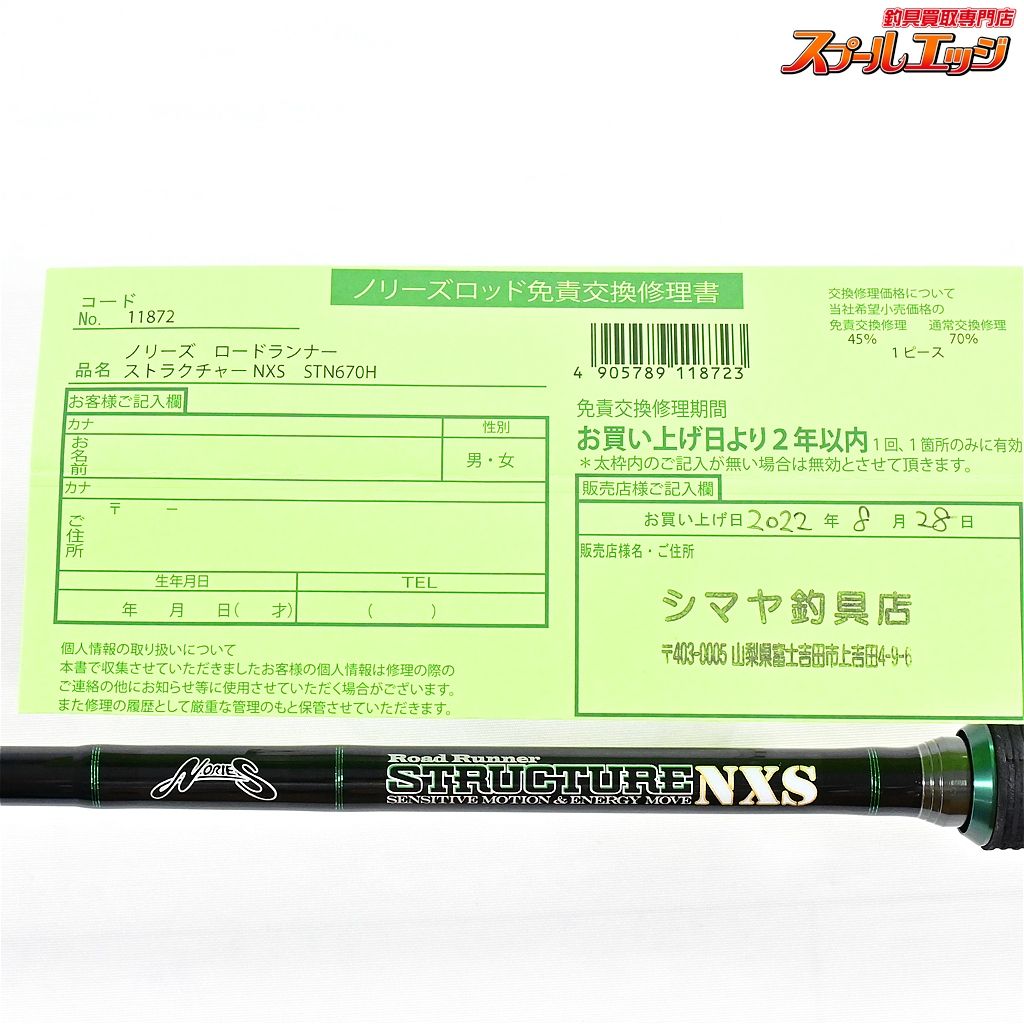 釣具買取専門店
スプールエッジ
ノリーズロッド免責交換修理書
コード
No. 11872
品名 ノリーズ ロードランナー
ストラクチャー NXS STN670H
4 905789 118723
交換修理価格について
当社希望小売価格の
免責交換修理 通常交換修理
45% 70%
1ピース
免責交換修理期間
お買い上げ日より2年以内 1回、1箇所のみに有効
*太枠内のご記入が無い場合は無効とさせて頂きます。
お客様ご記入欄
カナ
お名前
性別
男・女
カナ
ご住所
〒 −
生年月日 TEL
年 月 日( 才) ( )
個人情報の取り扱いについて
本書で収集させていただきましたお客様の個人情報は修理の際の
ご連絡の他にお知らせ等に使用させていただく場合がございます。
また修理の履歴として厳重な管理のもと保管させていただきます。
販売店様ご記入欄
お買い上げ日 2022 年 8 月 28 日
販売店様名・ご住所
シマヤ釣具店
〒403-0005 山梨県富士吉田市上吉田4-9-6
NORIES
Road Runner
STRUCTURE NXS
SENSITIVE MOTION & ENERGY MOVE